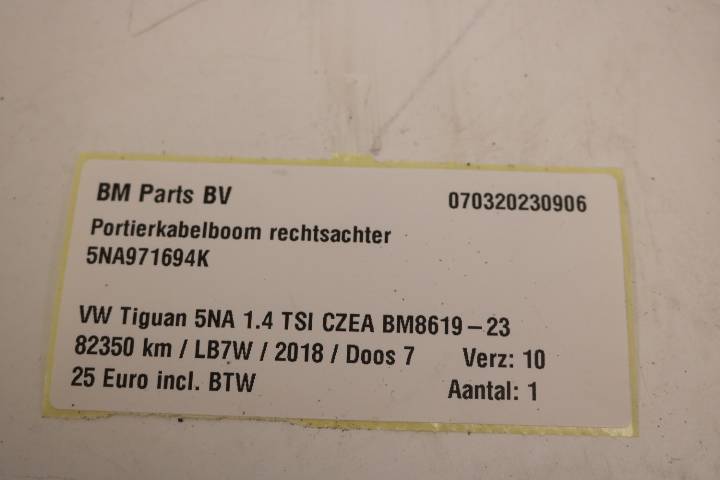 BM Parts BV 070320230906
Portierkabelboom rechtsachter
5NA971694K
VW Tiguan 5NA 1.4 TSI CZEA BM8619-23
82350 km / LB7W / 2018 / Doos 7 Verz: 10
25 Euro incl. BTW Aantal: 1